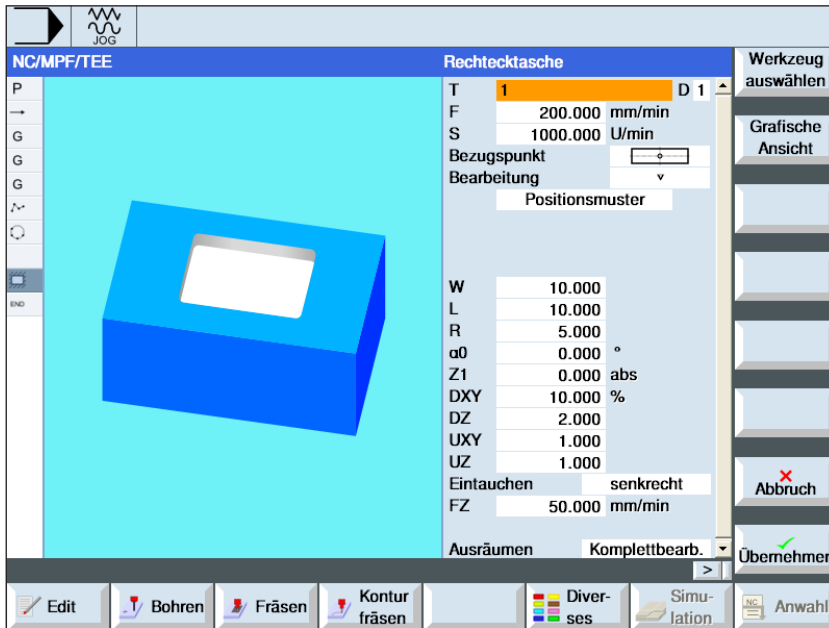 JOG
NC/MPF/TEE
Rechtecktasche
Werkzeug
auswählen
P
T 1 D 1
→
F 200.000 mm/min
Grafische
Ansicht
G
S 1000.000 U/min
G
Bezugspunkt
G
Bearbeitung v
Positionsmuster
W 10.000
END
L 10.000
R 5.000
α0 0.000 °
Z1 0.000 abs
DXY 10.000 %
DZ 2.000
UXY 1.000
UZ 1.000
Eintauchen senkrecht
Abbruch
FZ 50.000 mm/min
Ausräumen Komplettbearb.
Übernehmer
>
Edit
Bohren
Fräsen
Kontur
fräsen
Diver-
ses
Simu-
lation
NC
Anwahl